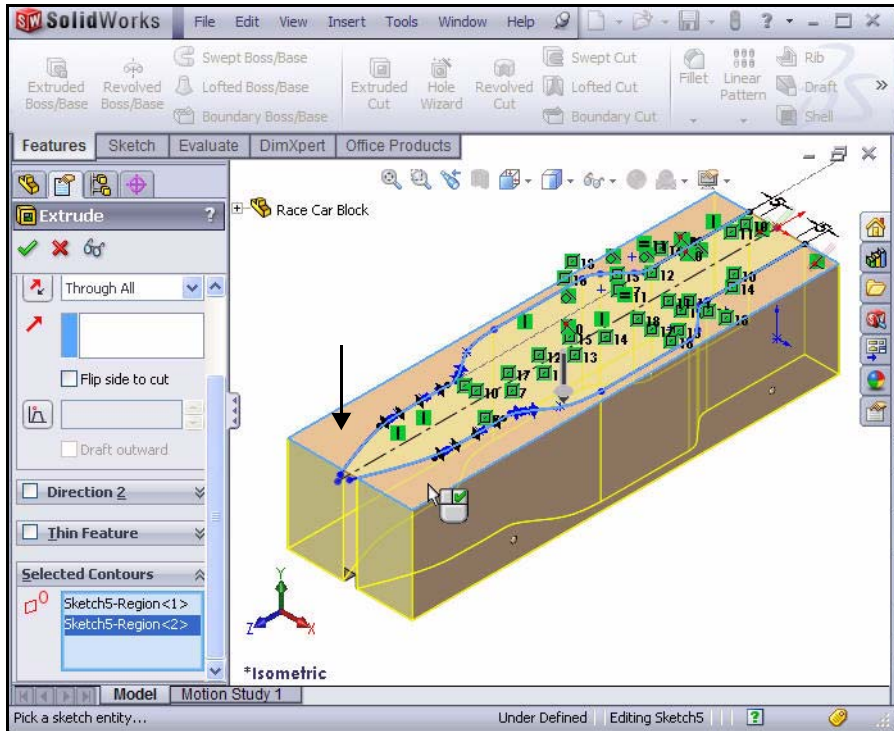 SolidWorks File Edit View Insert Tools Window Help ?
Extruded Boss/Base
Revolved Boss/Base
Swept Boss/Base
Lofted Boss/Base
Boundary Boss/Base
Extruded Cut
Hole Wizard
Revolved Cut
Swept Cut
Lofted Cut
Boundary Cut
Fillet
Linear Pattern
Rib
Draft
Shell
Features Sketch Evaluate DimXpert Office Products
Race Car Block
Extrude ?
Through All
Flip side to cut
Draft outward
Direction 2
Thin Feature
Selected Contours
Sketch5-Region<1>
Sketch5-Region<2>
Y
Z X
*Isometric
Model Motion Study 1
Pick a sketch entity... Under Defined Editing Sketch5 ?